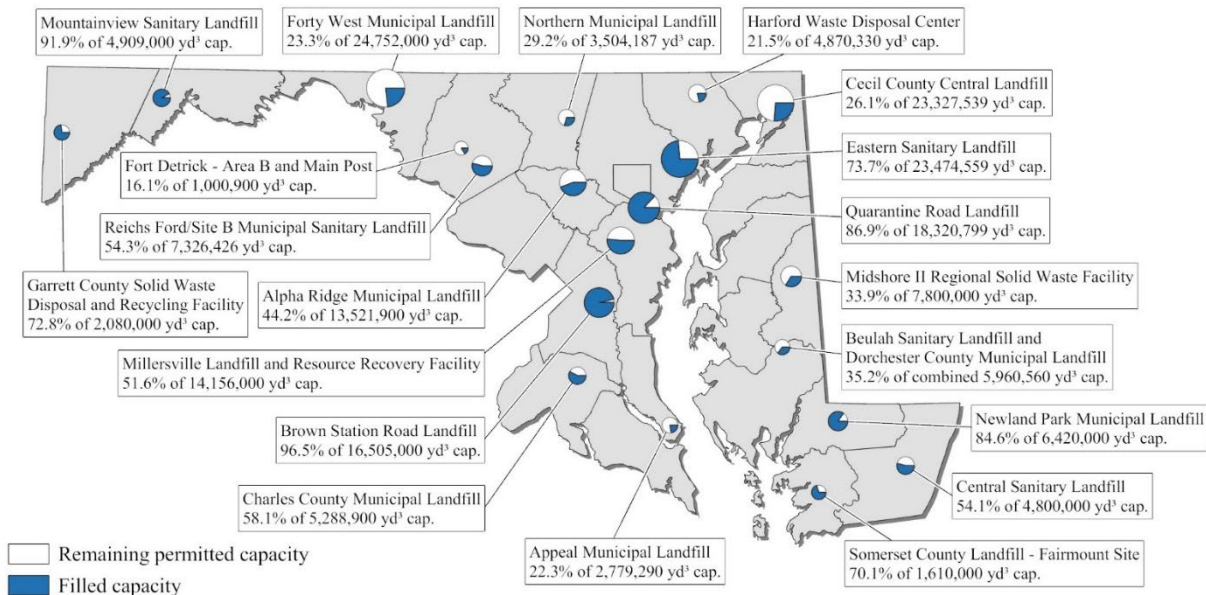 Mountainview Sanitary Landfill
91.9% of 4,909,000 yd³ cap.
Forty West Municipal Landfill
23.3% of 24,752,000 yd³ cap.
Northern Municipal Landfill
29.2% of 3,504,187 yd³ cap.
Harford Waste Disposal Center
21.5% of 4,870,330 yd³ cap.
Cecil County Central Landfill
26.1% of 23,327,539 yd³ cap.
Eastern Sanitary Landfill
73.7% of 23,474,559 yd³ cap.
Fort Detrick - Area B and Main Post
16.1% of 1,000,900 yd³ cap.
Quarantine Road Landfill
86.9% of 18,320,799 yd³ cap.
Reichs Ford/Site B Municipal Sanitary Landfill
54.3% of 7,326,426 yd³ cap.
Midshore II Regional Solid Waste Facility
33.9% of 7,800,000 yd³ cap.
Garrett County Solid Waste
Disposal and Recycling Facility
72.8% of 2,080,000 yd³ cap.
Alpha Ridge Municipal Landfill
44.2% of 13,521,900 yd³ cap.
Beulah Sanitary Landfill and
Dorchester County Municipal Landfill
35.2% of combined 5,960,560 yd³ cap.
Millersville Landfill and Resource Recovery Facility
51.6% of 14,156,000 yd³ cap.
Newland Park Municipal Landfill
84.6% of 6,420,000 yd³ cap.
Brown Station Road Landfill
96.5% of 16,505,000 yd³ cap.
Central Sanitary Landfill
54.1% of 4,800,000 yd³ cap.
Charles County Municipal Landfill
58.1% of 5,288,900 yd³ cap.
Appeal Municipal Landfill
22.3% of 2,779,290 yd³ cap.
Somerset County Landfill - Fairmount Site
70.1% of 1,610,000 yd³ cap.
Remaining permitted capacity
Filled capacity